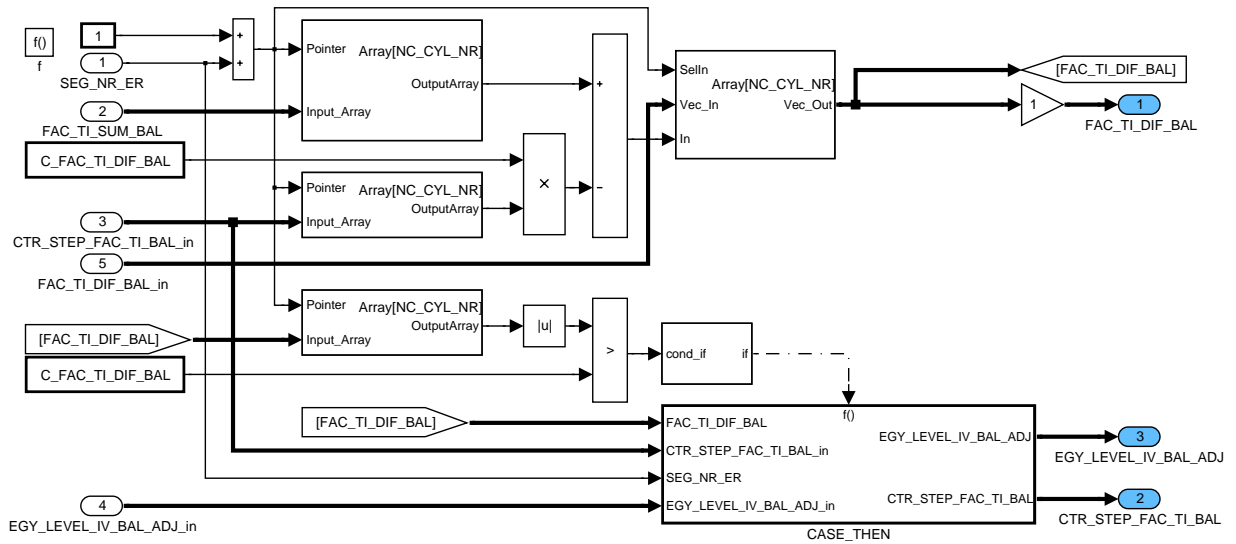 f()
f
1
1
SEG_NR_ER
+
+
2
FAC_TI_SUM_BAL
C_FAC_TI_DIF_BAL
3
CTR_STEP_FAC_TI_BAL_in
5
FAC_TI_DIF_BAL_in
[FAC_TI_DIF_BAL]
C_FAC_TI_DIF_BAL
4
EGY_LEVEL_IV_BAL_ADJ_in
Pointer
Array[NC_CYL_NR]
OutputArray
Input_Array
Pointer
Array[NC_CYL_NR]
OutputArray
Input_Array
×
+
−
Pointer
Array[NC_CYL_NR]
OutputArray
Input_Array
|u|
>
SelIn
Array[NC_CYL_NR]
Vec_In
Vec_Out
In
[FAC_TI_DIF_BAL]
1
1
FAC_TI_DIF_BAL
cond_if
if
[FAC_TI_DIF_BAL]
f()
FAC_TI_DIF_BAL
CTR_STEP_FAC_TI_BAL_in
SEG_NR_ER
EGY_LEVEL_IV_BAL_ADJ_in
EGY_LEVEL_IV_BAL_ADJ
CTR_STEP_FAC_TI_BAL
CASE_THEN
3
EGY_LEVEL_IV_BAL_ADJ
2
CTR_STEP_FAC_TI_BAL